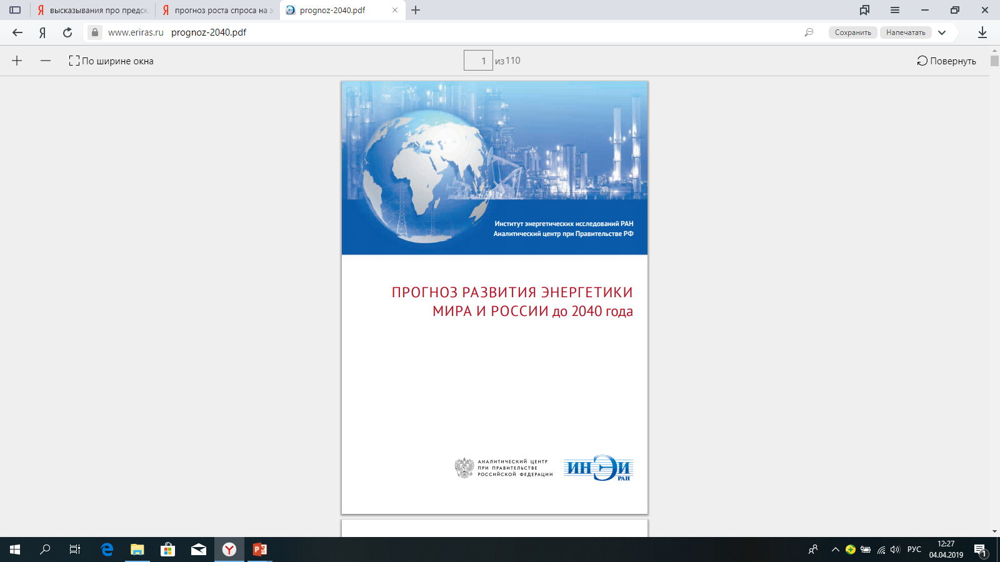 высказывания про предск
прогноз роста спроса на э
prognoz-2040.pdf
Я
www.eriras.ru prognoz-2040.pdf
Сохранить
Напечатать
По ширине окна
1 из 110
Повернуть
Институт энергетических исследований РАН
Аналитический центр при Правительстве РФ
ПРОГНОЗ РАЗВИТИЯ ЭНЕРГЕТИКИ
МИРА И РОССИИ до 2040 года
АНАЛИТИЧЕСКИЙ ЦЕНТР
ПРИ ПРАВИТЕЛЬСТВЕ
РОССИЙСКОЙ ФЕДЕРАЦИИ
ИНЭИ
РАН
РУС
12:27
04.04.2019
1